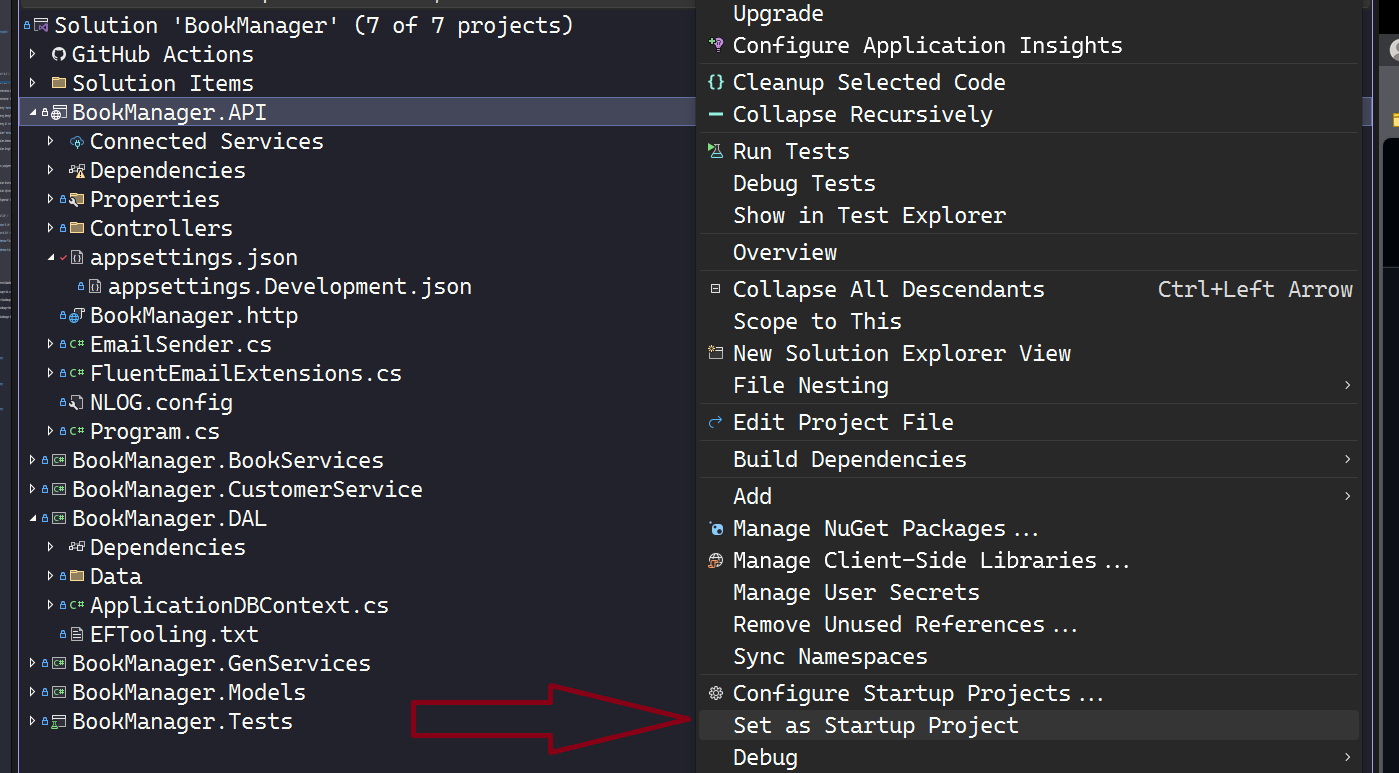 Solution 'BookManager' (7 of 7 projects)
GitHub Actions
Solution Items
BookManager.API
Connected Services
Dependencies
Properties
Controllers
appsettings.json
appsettings.Development.json
BookManager.http
C# EmailSender.cs
C# FluentEmailExtensions.cs
NLOG.config
C# Program.cs
C# BookManager.BookServices
C# BookManager.CustomerService
C# BookManager.DAL
Dependencies
Data
C# ApplicationDBContext.cs
EFTooling.txt
C# BookManager.GenServices
C# BookManager.Models
BookManager.Tests
Upgrade
Configure Application Insights
Cleanup Selected Code
Collapse Recursively
Run Tests
Debug Tests
Show in Test Explorer
Overview
Collapse All Descendants Ctrl+Left Arrow
Scope to This
New Solution Explorer View
File Nesting
Edit Project File
Build Dependencies
Add
Manage NuGet Packages...
Manage Client-Side Libraries...
Manage User Secrets
Remove Unused References...
Sync Namespaces
Configure Startup Projects...
Set as Startup Project
Debug